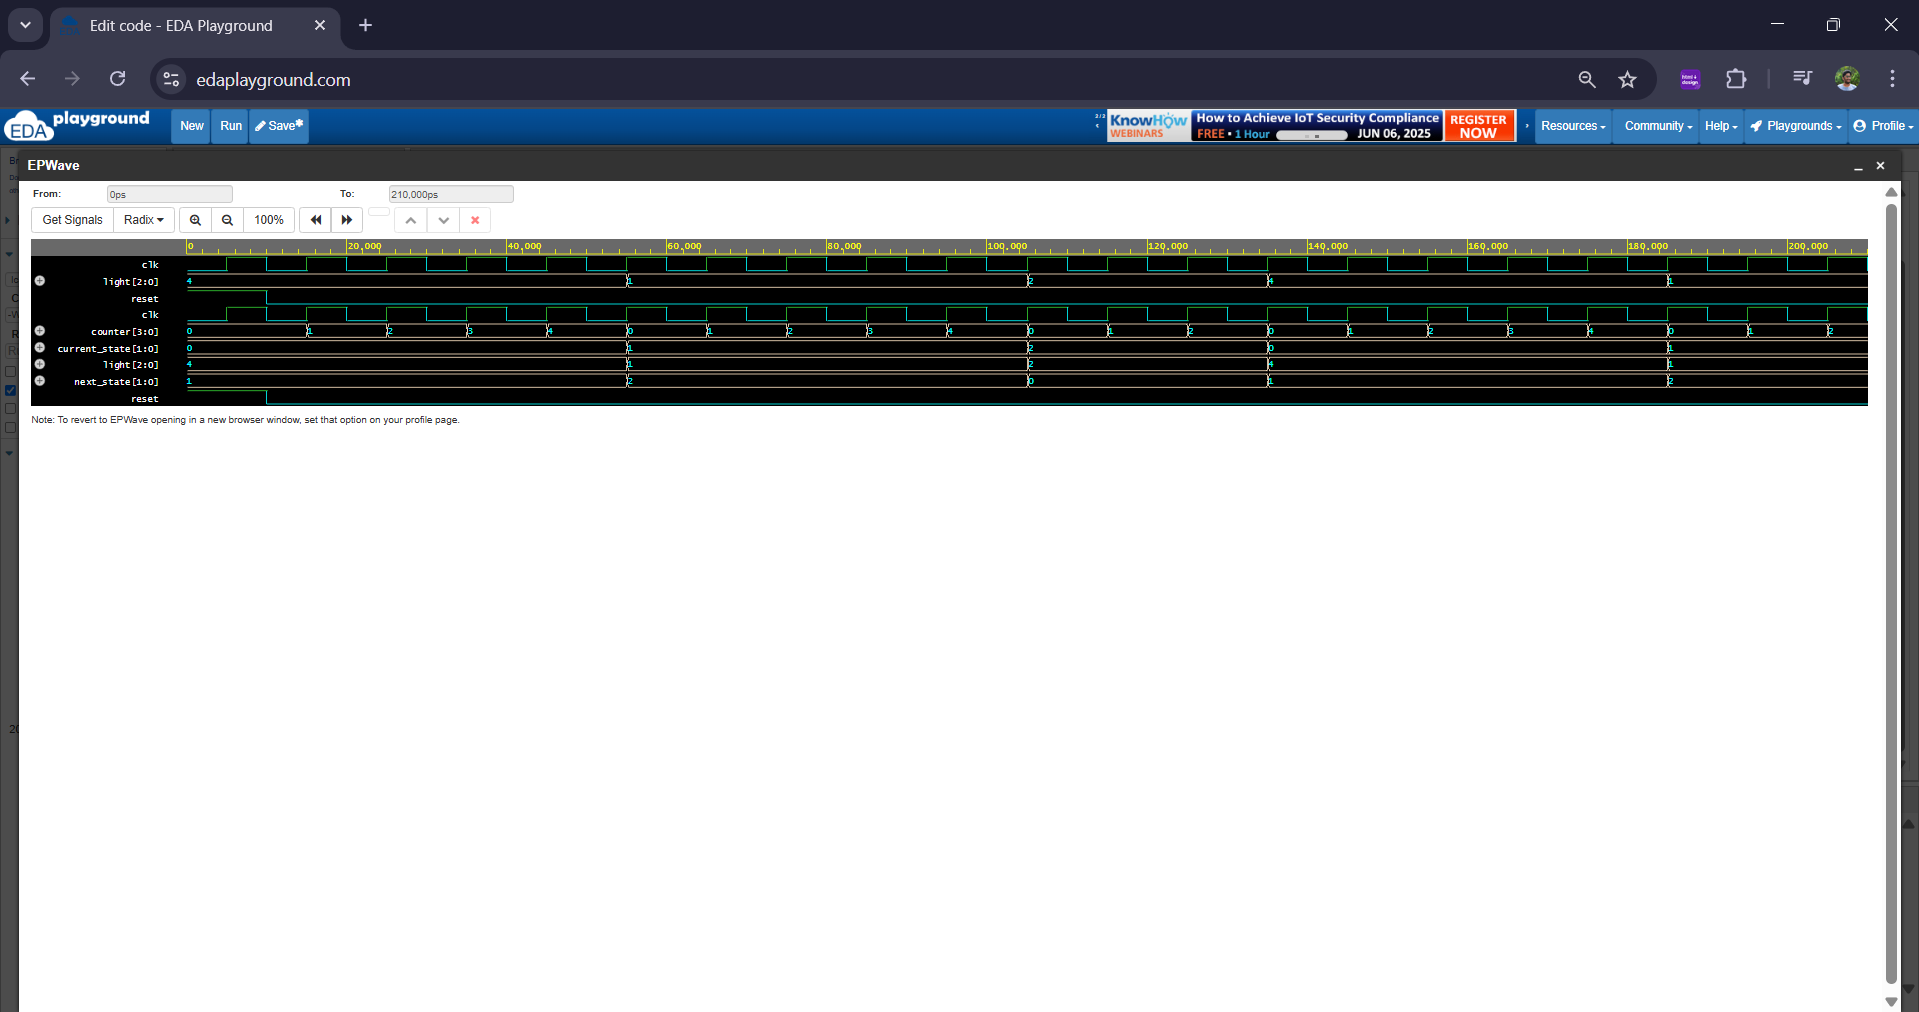 Edit code - EDA Playground
edaplayground.com
EDA playground
New Run Save*
2/2
KnowHow WEBINARS
How to Achieve IoT Security Compliance
FREE • 1 Hour JUN 06, 2025
REGISTER NOW
Resources Community Help Playgrounds Profile
EPWave
From: 0ps To: 210,000ps
Get Signals Radix 100%
0 20,000 40,000 60,000 80,000 100,000 120,000 140,000 160,000 180,000 200,000
clk
light[2:0] 4 1 2 4 1
reset
clk
counter[3:0] 0 1 2 3 4 0 1 2 3 4 0 1 2 0 1 2 3 4 0 1 2
current_state[1:0] 0 1 2 0 1
light[2:0] 4 1 2 4 1
next_state[1:0] 1 2 0 1 2
reset
Note: To revert to EPWave opening in a new browser window, set that option on your profile page.